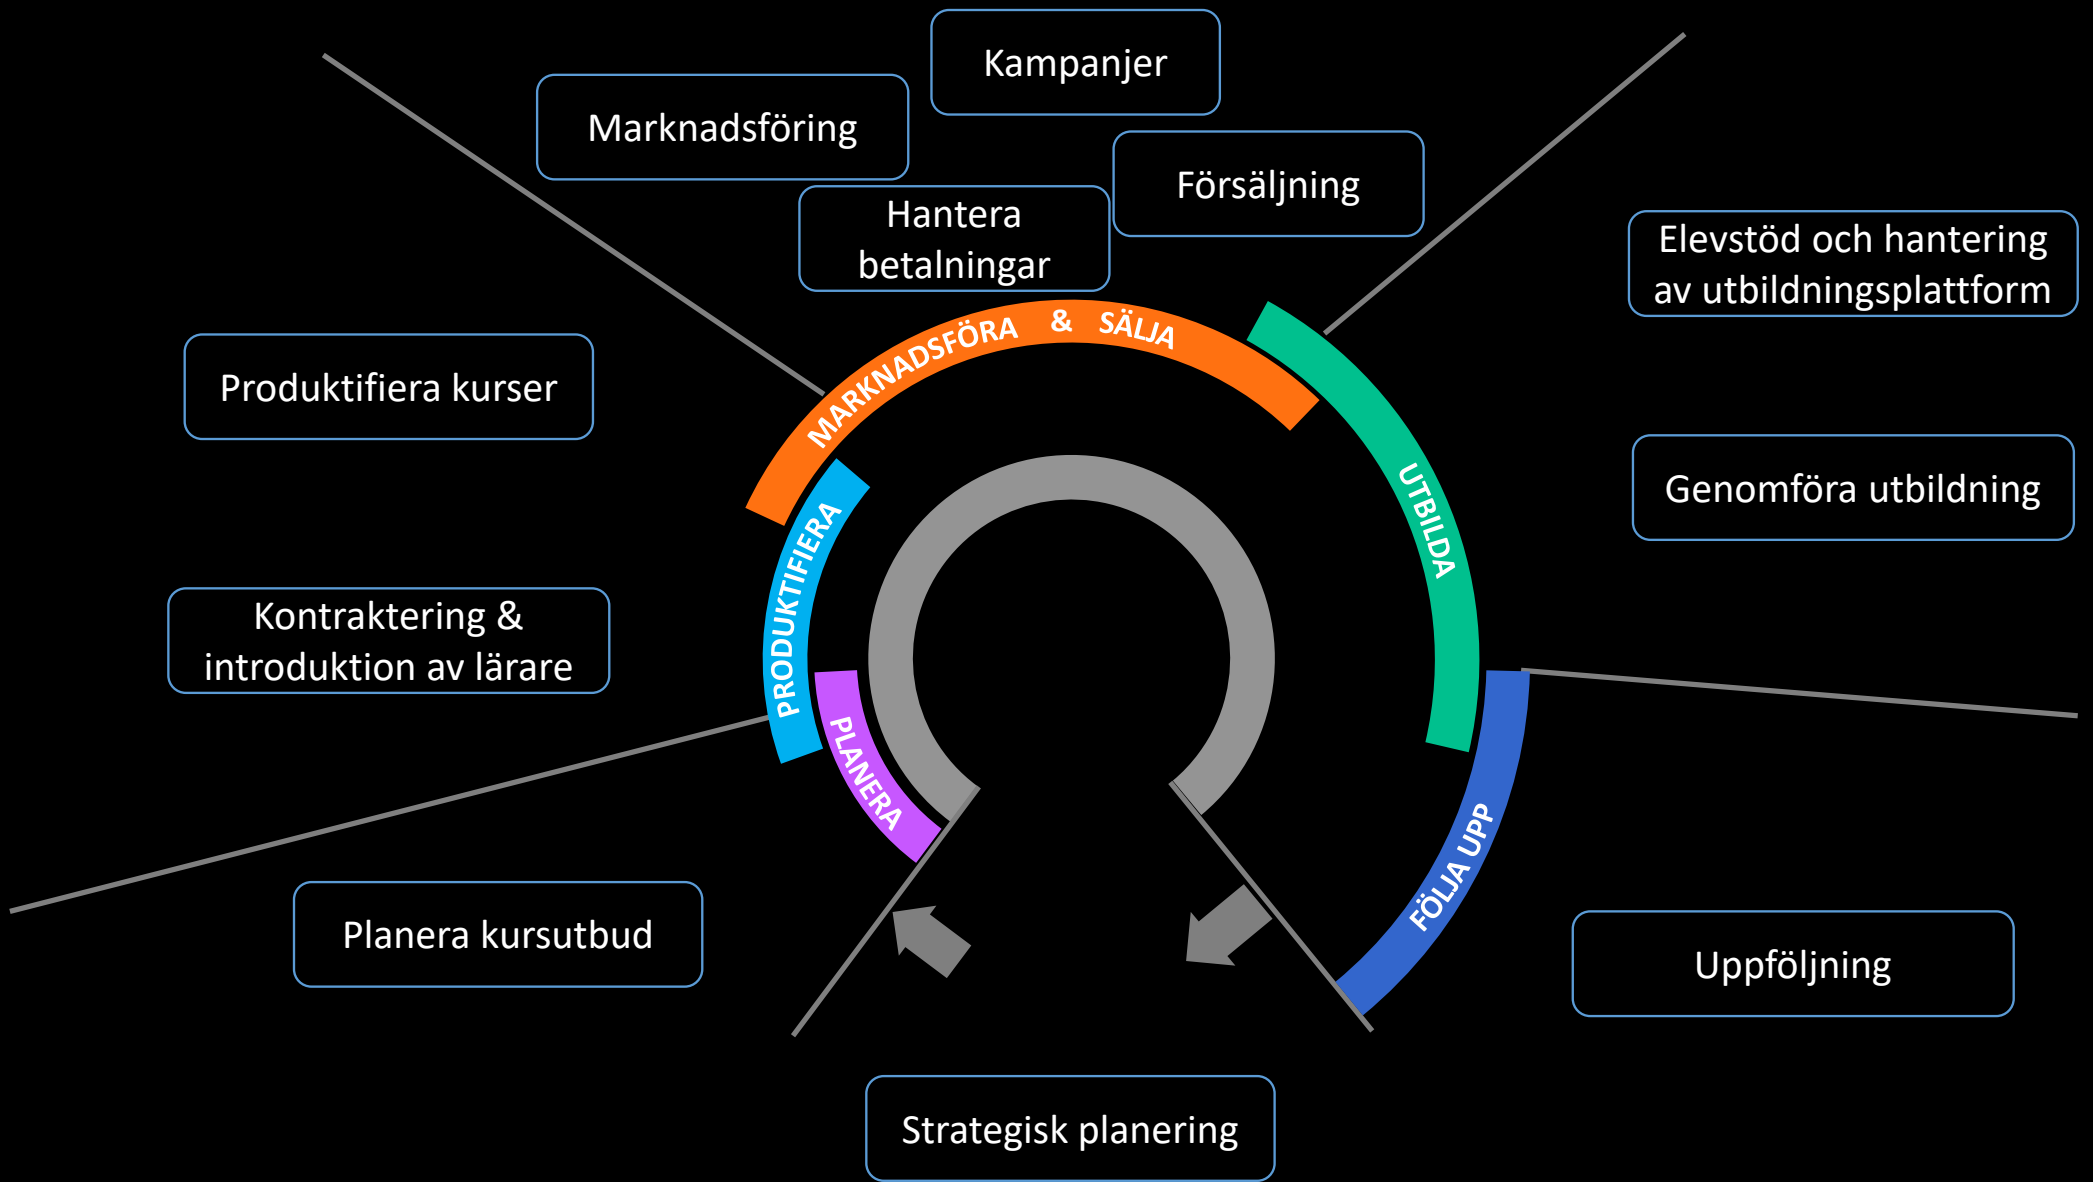 Kampanjer
Marknadsföring
Försäljning
Hantera
betalningar
Elevstöd och hantering
av utbildningsplattform
MARKNADSFÖRA & SÄLJA
Produktifiera kurser
Genomföra utbildning
UTBILDA
PRODUKTIFIERA
Kontraktering &
introduktion av lärare
PLANERA
FÖLJA UPP
Planera kursutbud
Uppföljning
Strategisk planering